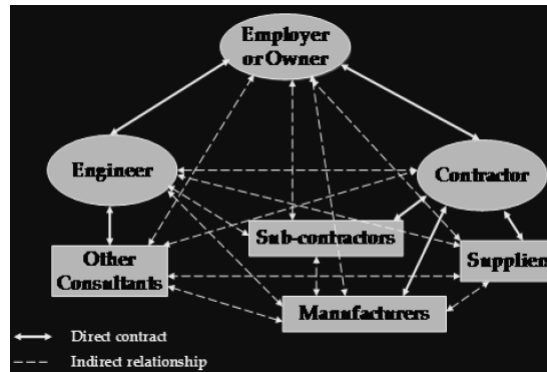 Employer
or Owner
Engineer
Contractor
Sub-contractors
Other
Consultants
Supplier
Manufacturers
Direct contract
Indirect relationship